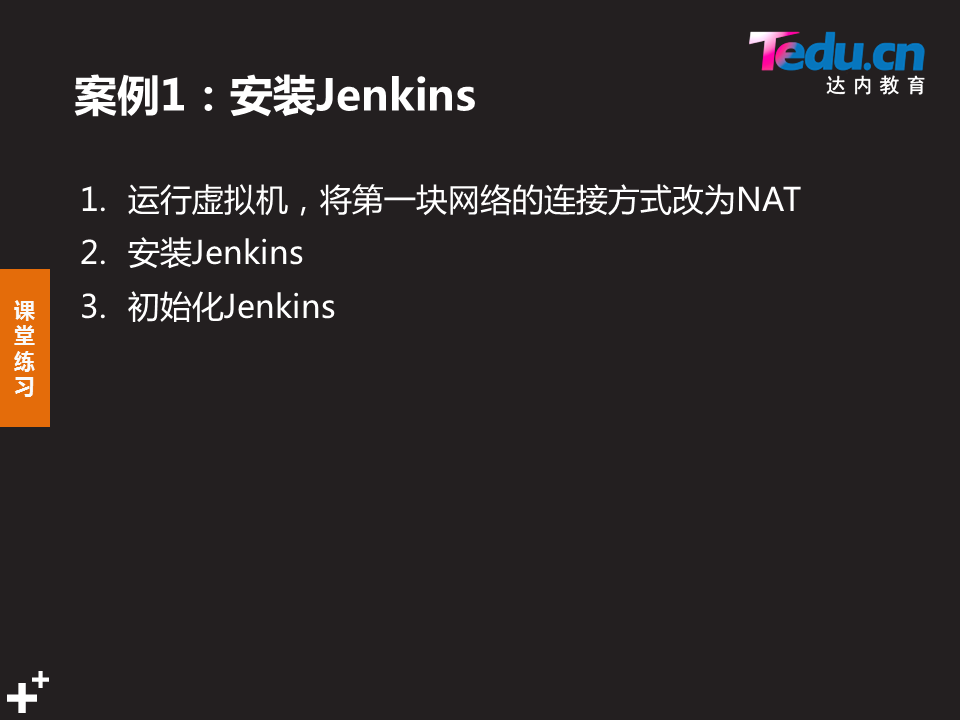 Tedu.cn
达内教育
案例1：安装Jenkins
1. 运行虚拟机，将第一块网络的连接方式改为NAT
2. 安装Jenkins
3. 初始化Jenkins
课
堂
练
习